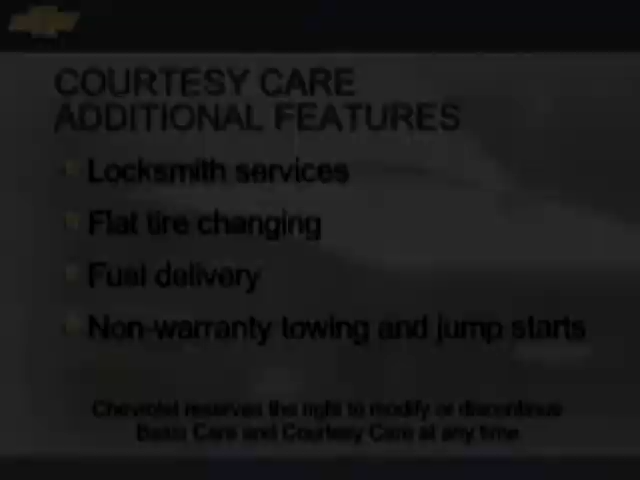 COURTESY CARE
ADDITIONAL FEATURES
Locksmith services
Flat tire changing
Fuel delivery
Non-warranty towing and jump starts
Chevrolet reserves the right to modify or discontinue
Basic Care and Courtesy Care at any time